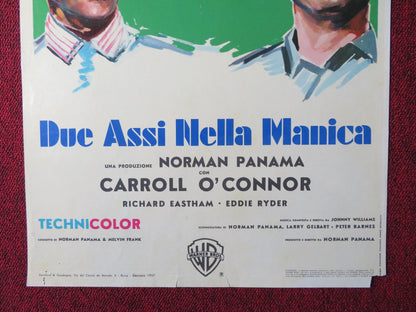 Due Assi Nella Manica
UNA PRODUZIONE NORMAN PANAMA
CON
CARROLL O'CONNOR
RICHARD EASTHAM · EDDIE RYDER
TECHNICOLOR
SOGGETTO DI NORMAN PANAMA & MELVIN FRANK
MUSICA COMPOSTA E DIRETTA DA JOHNNY WILLIAMS
SCENEGGIATURA DI NORMAN PANAMA, LARRY GELBART e PETER BARNES
PRODOTTO E DIRETTO DA NORMAN PANAMA
WB
WARNER BROS.